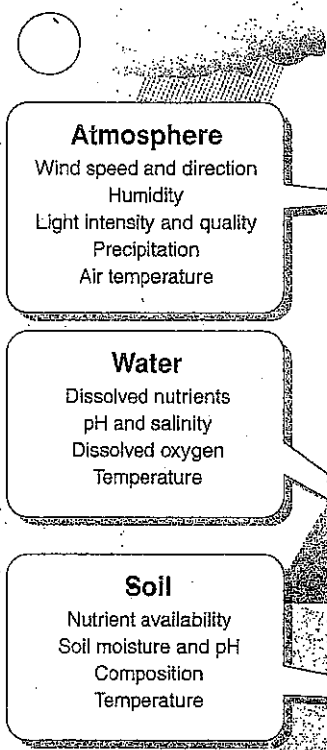 Atmosphere
Wind speed and direction
Humidity
Light intensity and quality
Precipitation
Air temperature
Water
Dissolved nutrients
pH and salinity
Dissolved oxygen
Temperature
Soil
Nutrient availability
Soil moisture and pH
Composition
Temperature